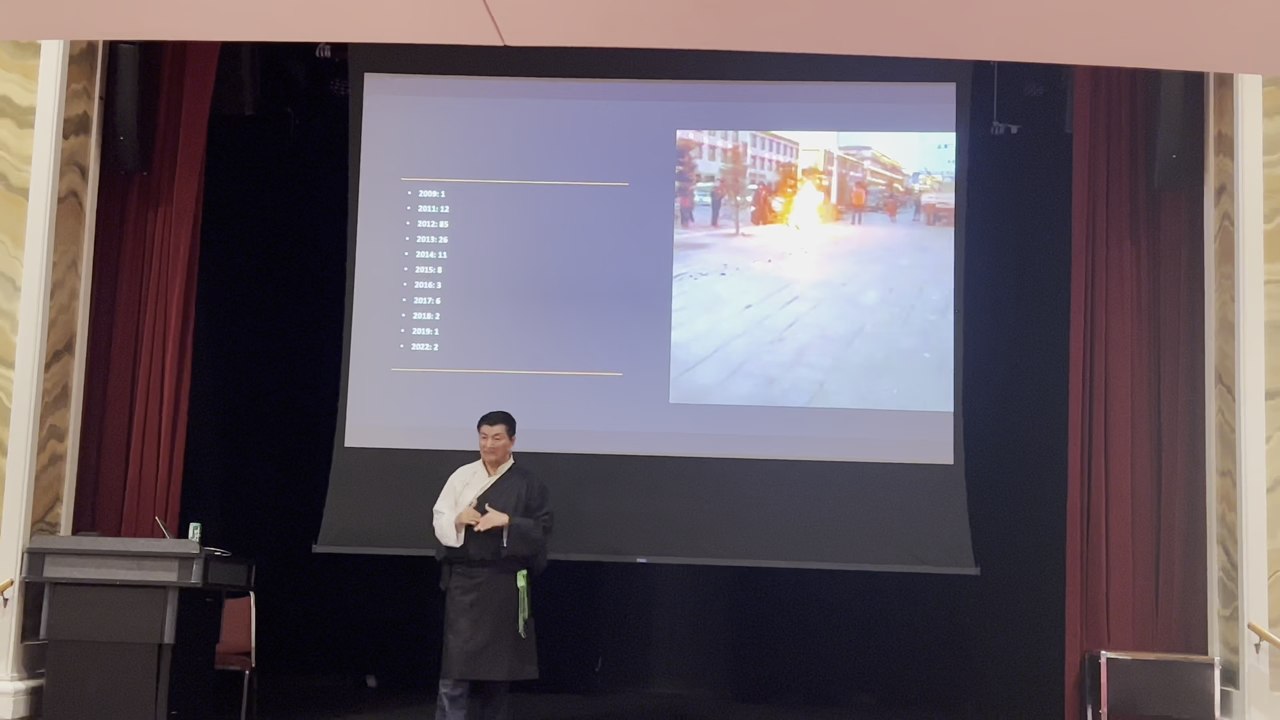 • 2009: 1
• 2011: 12
• 2012: 85
• 2013: 26
• 2014: 11
• 2015: 8
• 2016: 3
• 2017: 6
• 2018: 2
• 2019: 1
• 2022: 2